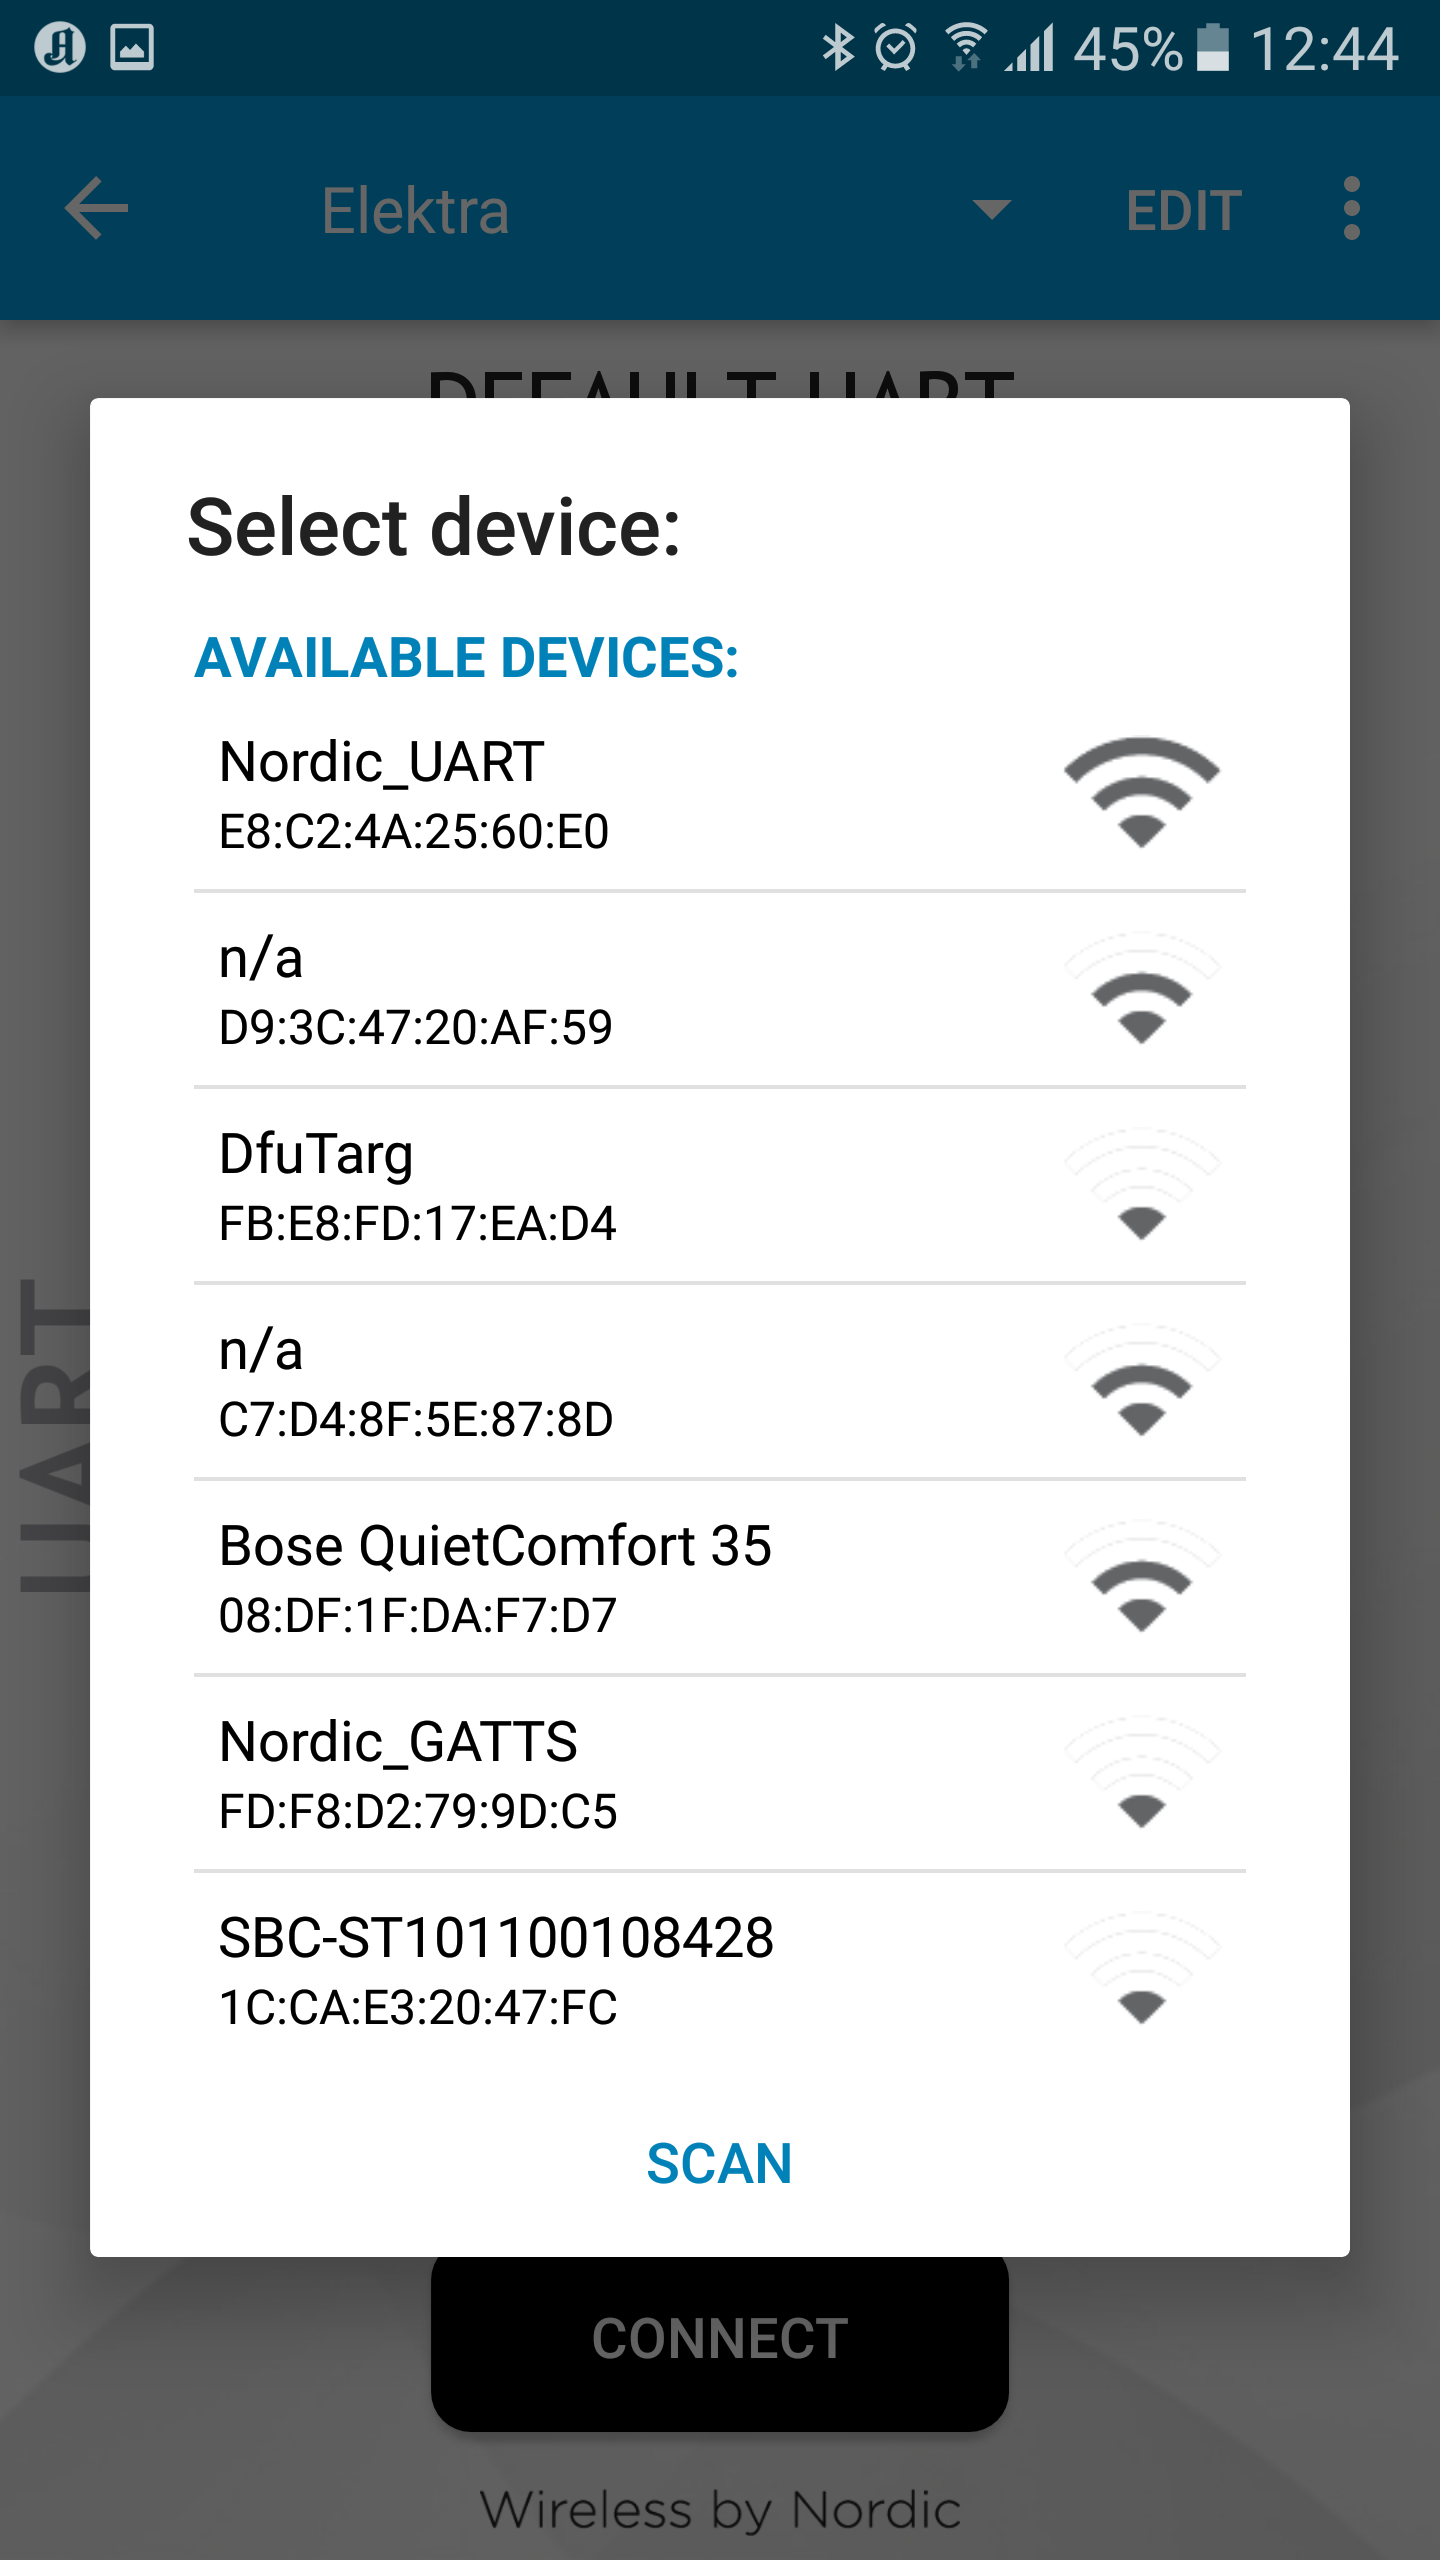 45% 12:44
Elektra EDIT
DEFAULT UART
Select device:
AVAILABLE DEVICES:
Nordic_UART
E8:C2:4A:25:60:E0
n/a
D9:3C:47:20:AF:59
DfuTarg
FB:E8:FD:17:EA:D4
n/a
C7:D4:8F:5E:87:8D
Bose QuietComfort 35
08:DF:1F:DA:F7:D7
Nordic_GATTS
FD:F8:D2:79:9D:C5
SBC-ST101100108428
1C:CA:E3:20:47:FC
SCAN
UART
CONNECT
Wireless by Nordic